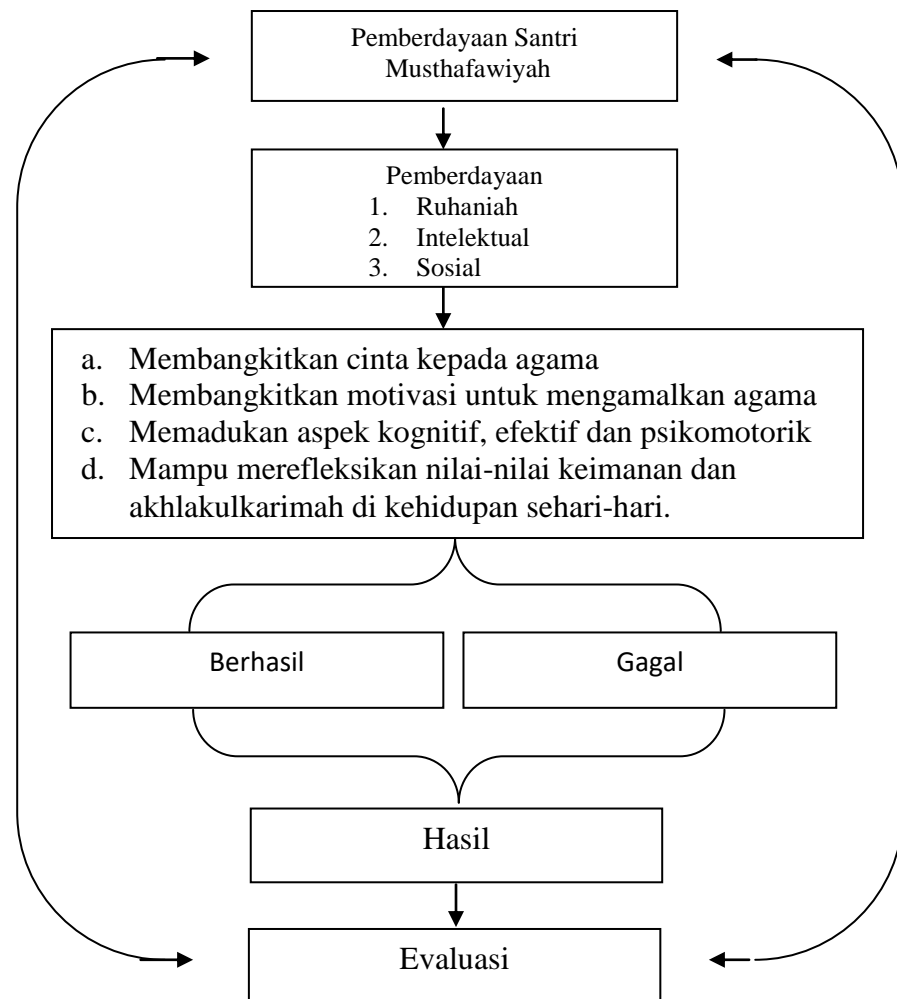 Pemberdayaan Santri
Musthafawiyah
Pemberdayaan
1. Ruhaniah
2. Intelektual
3. Sosial
a. Membangkitkan cinta kepada agama
b. Membangkitkan motivasi untuk mengamalkan agama
c. Memadukan aspek kognitif, efektif dan psikomotorik
d. Mampu merefleksikan nilai-nilai keimanan dan
akhlakulkarimah di kehidupan sehari-hari.
Berhasil
Gagal
Hasil
Evaluasi